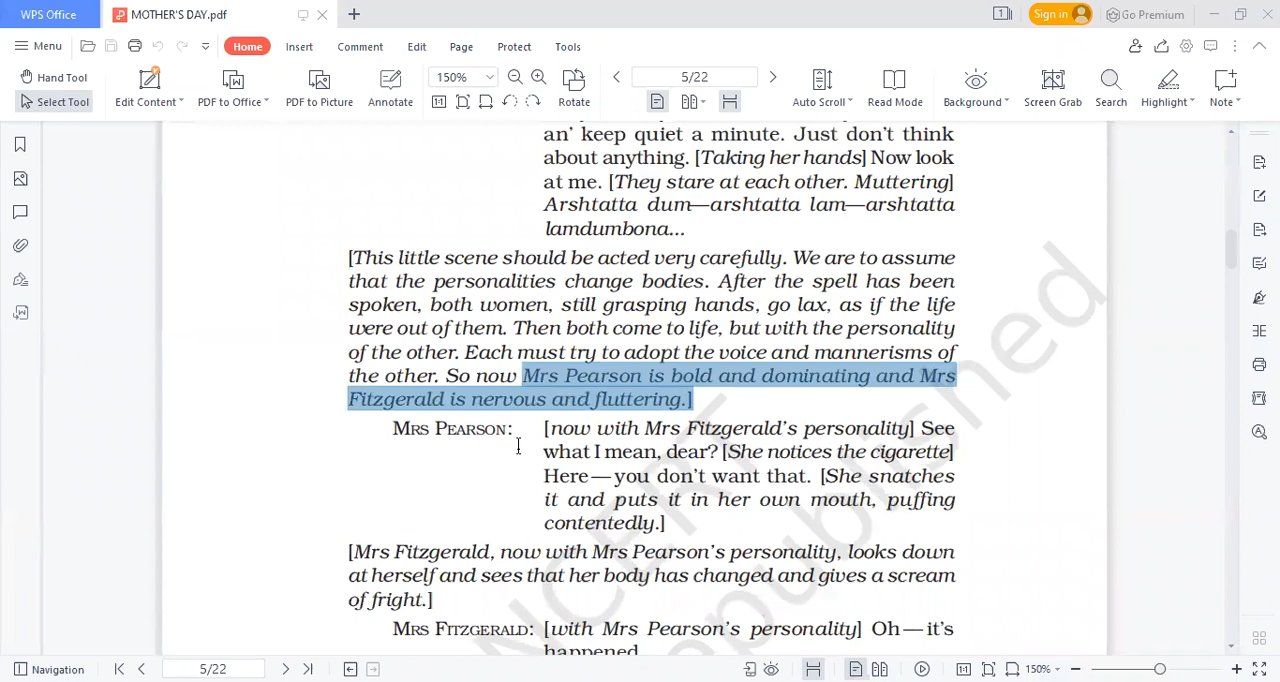 WPS Office
MOTHER'S DAY.pdf
1
Sign in
Go Premium
Menu
Home
Insert
Comment
Edit
Page
Protect
Tools
Hand Tool
Select Tool
Edit Content
PDF to Office
PDF to Picture
Annotate
150%
Rotate
5/22
Auto Scroll
Read Mode
Background
Screen Grab
Search
Highlight
Note
an' keep quiet a minute. Just don't think
about anything. [Taking her hands] Now look
at me. [They stare at each other. Muttering]
Arshtatta dum—arshtatta lam—arshtatta
lamdumbona...
[This little scene should be acted very carefully. We are to assume
that the personalities change bodies. After the spell has been
spoken, both women, still grasping hands, go lax, as if the life
were out of them. Then both come to life, but with the personality
of the other. Each must try to adopt the voice and mannerisms of
the other. So now Mrs Pearson is bold and dominating and Mrs
Fitzgerald is nervous and fluttering.]
MRS PEARSON: [now with Mrs Fitzgerald's personality] See
what I mean, dear? [She notices the cigarette]
Here—you don't want that. [She snatches
it and puts it in her own mouth, puffing
contentedly.]
[Mrs Fitzgerald, now with Mrs Pearson's personality, looks down
at herself and sees that her body has changed and gives a scream
of fright.]
MRS FITZGERALD: [with Mrs Pearson's personality] Oh—it's
happened.
NCERT
republished
Navigation
5/22
150%